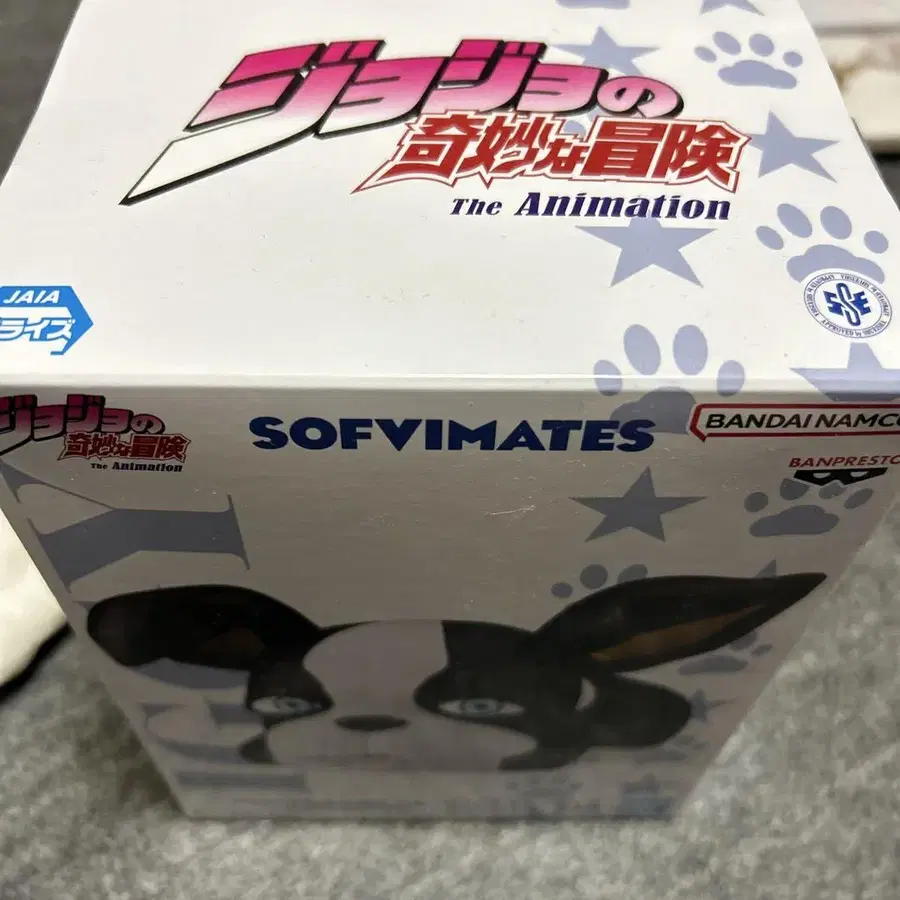 ジョジョの
奇妙な冒険
The Animation
JAIA
ライズ
ジョジョの
奇妙な冒険
The Animation
SOFVIMATES
BANDAI NAMCO
BANPRESTO